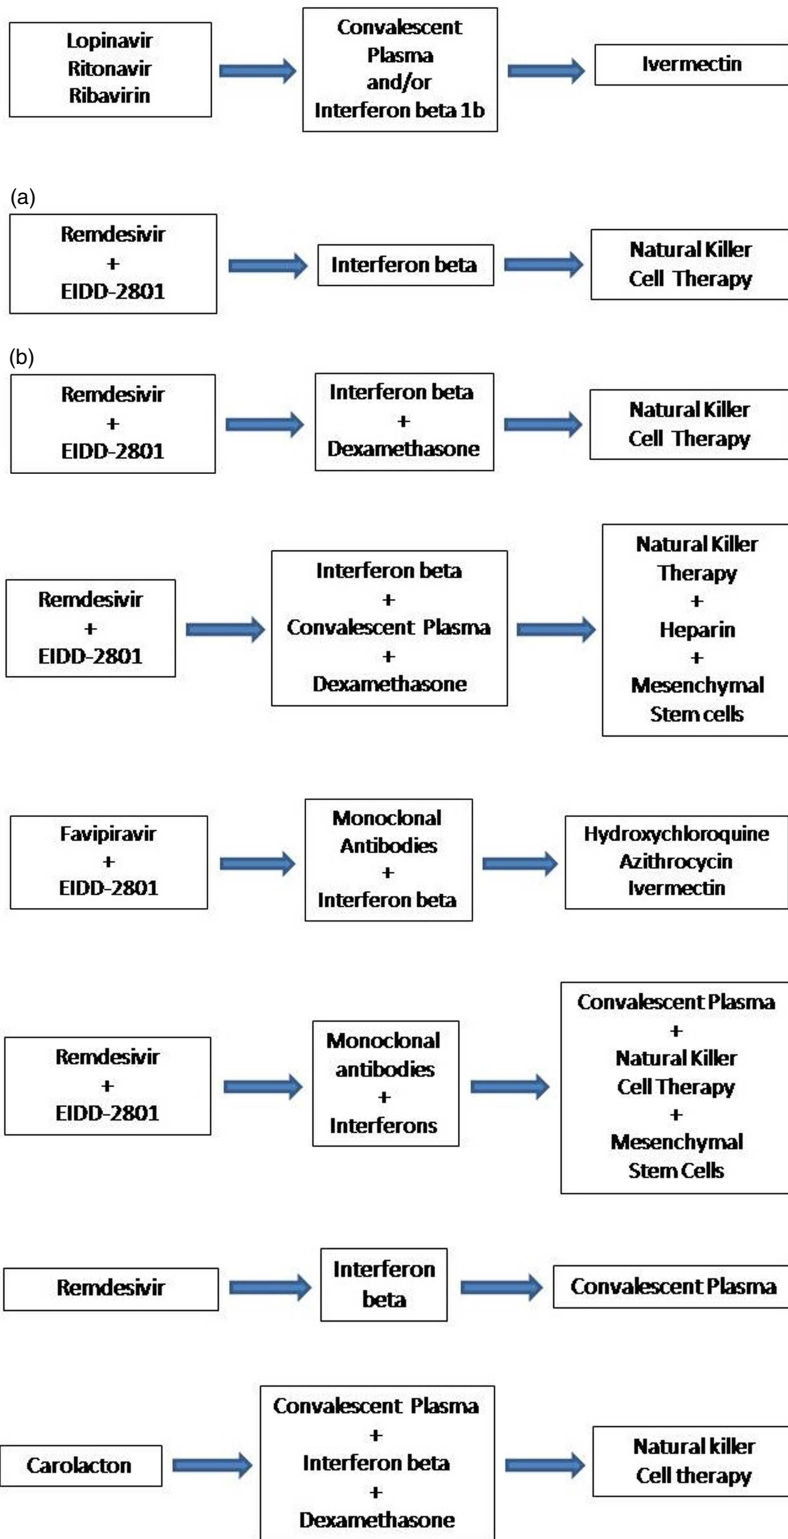 Lopinavir
Ritonavir
Ribavirin
Convalescent
Plasma
and/or
Interferon beta 1b
Ivermectin
(a)
Remdesivir
+
EIDD-2801
Interferon beta
Natural Killer
Cell Therapy
(b)
Remdesivir
+
EIDD-2801
Interferon beta
+
Dexamethasone
Natural Killer
Cell Therapy
Remdesivir
+
EIDD-2801
Interferon beta
+
Convalescent Plasma
+
Dexamethasone
Natural Killer
Therapy
+
Heparin
+
Mesenchymal
Stem cells
Favipiravir
+
EIDD-2801
Monoclonal
Antibodies
+
Interferon beta
Hydroxychloroquine
Azithrocycin
Ivermectin
Remdesivir
+
EIDD-2801
Monoclonal
antibodies
+
Interferons
Convalescent Plasma
+
Natural Killer
Cell Therapy
+
Mesenchymal
Stem Cells
Remdesivir
Interferon
beta
Convalescent Plasma
Carolacton
Convalescent Plasma
+
Interferon beta
+
Dexamethasone
Natural killer
Cell therapy